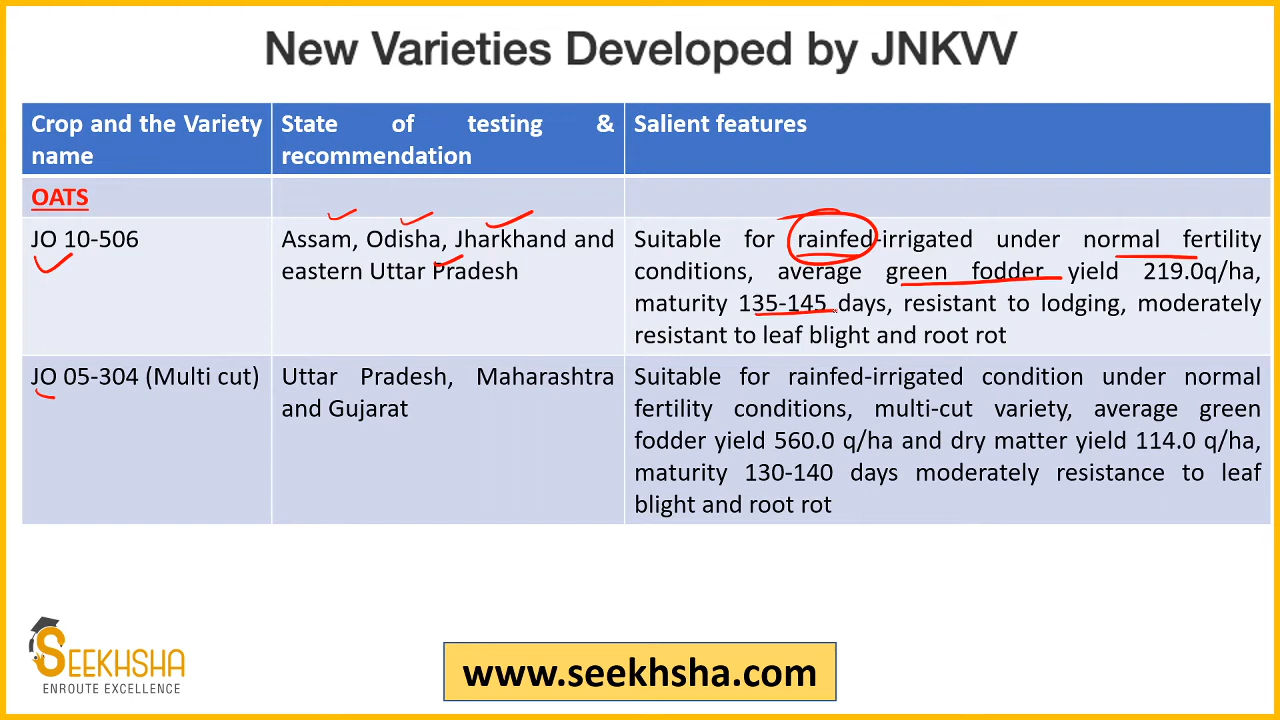 New Varieties Developed by JNKVV
Crop and the Variety name
State of testing & recommendation
Salient features
OATS
JO 10-506
Assam, Odisha, Jharkhand and
eastern Uttar Pradesh
Suitable for rainfed-irrigated under normal fertility
conditions, average green fodder yield 219.0q/ha,
maturity 135-145 days, resistant to lodging, moderately
resistant to leaf blight and root rot
JO 05-304 (Multi cut)
Uttar Pradesh, Maharashtra
and Gujarat
Suitable for rainfed-irrigated condition under normal
fertility conditions, multi-cut variety, average green
fodder yield 560.0 q/ha and dry matter yield 114.0 q/ha,
maturity 130-140 days moderately resistance to leaf
blight and root rot
SEEKHSHA
ENROUTE EXCELLENCE
www.seekhsha.com